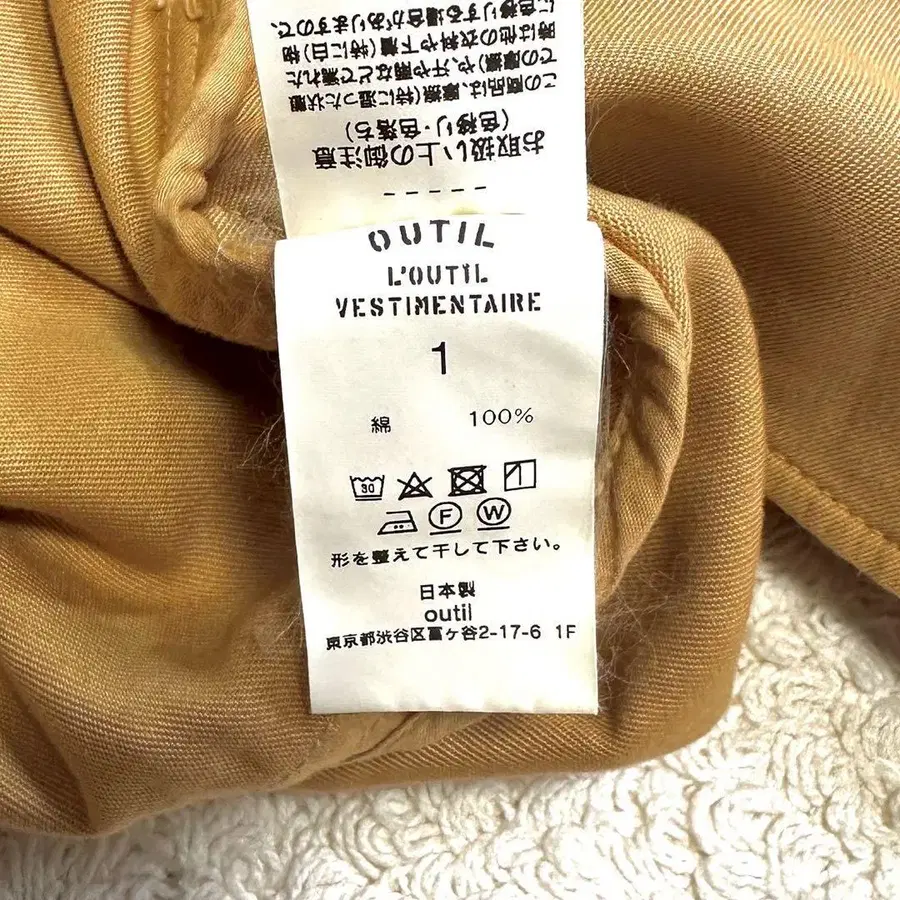 お取扱い上の御注意
(色移り・色落ち)
この商品は、摩擦(特に湿った状態
での摩擦)や、汗や雨などで濡れた
時は他の衣料や下着(特に白)物
に色移りする場合がありますので、
OUTIL
L'OUTIL
VESTIMENTAIRE
1
綿 100%
30
F W
形を整えて干して下さい。
日本製
outil
東京都渋谷区富ヶ谷2-17-6 1F